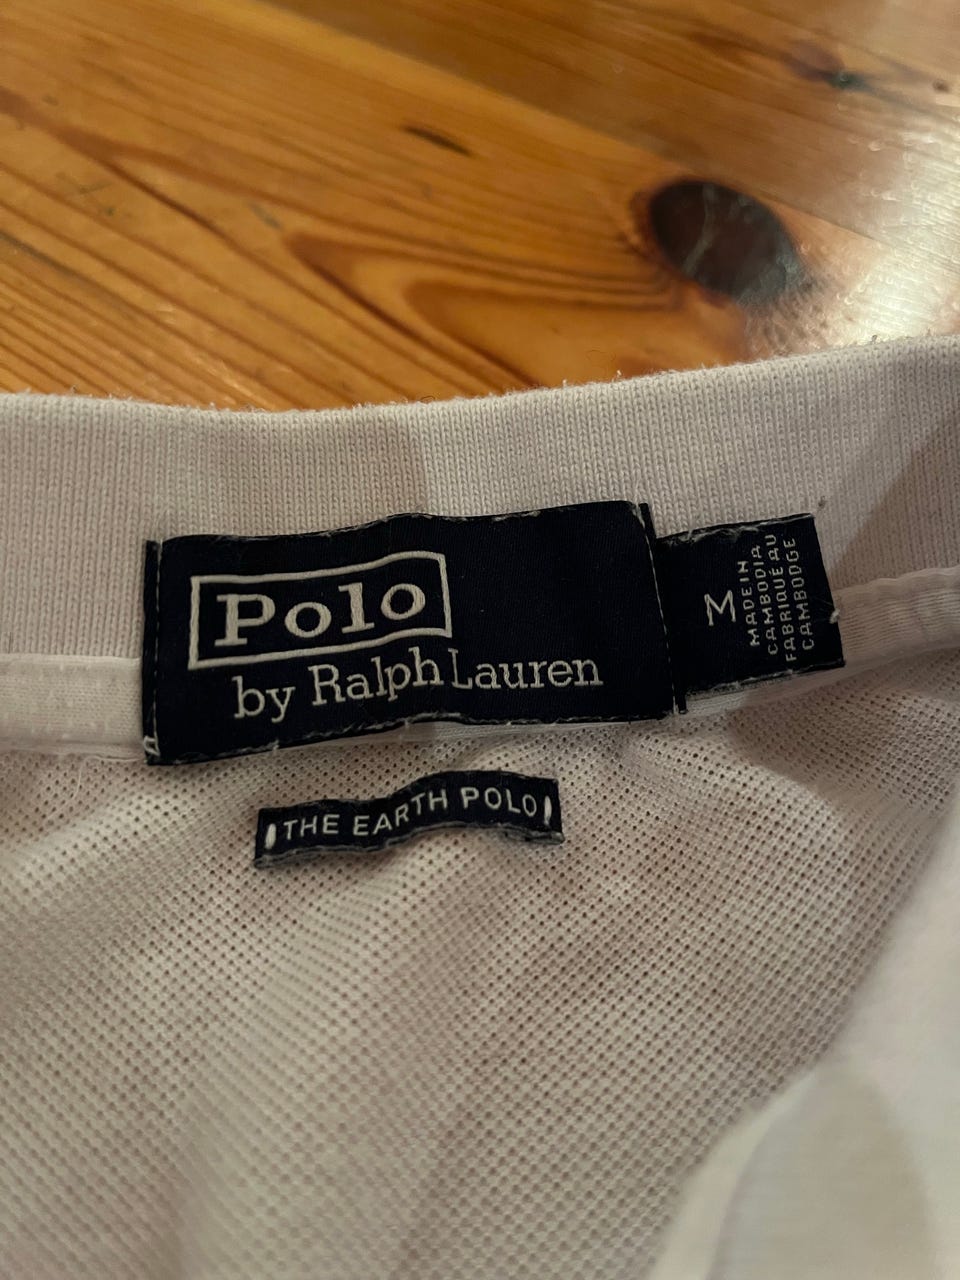 Polo
by Ralph Lauren
M
MADE IN
CAMBODIA
FABRIQUÉ AU
CAMBODGE
THE EARTH POLO